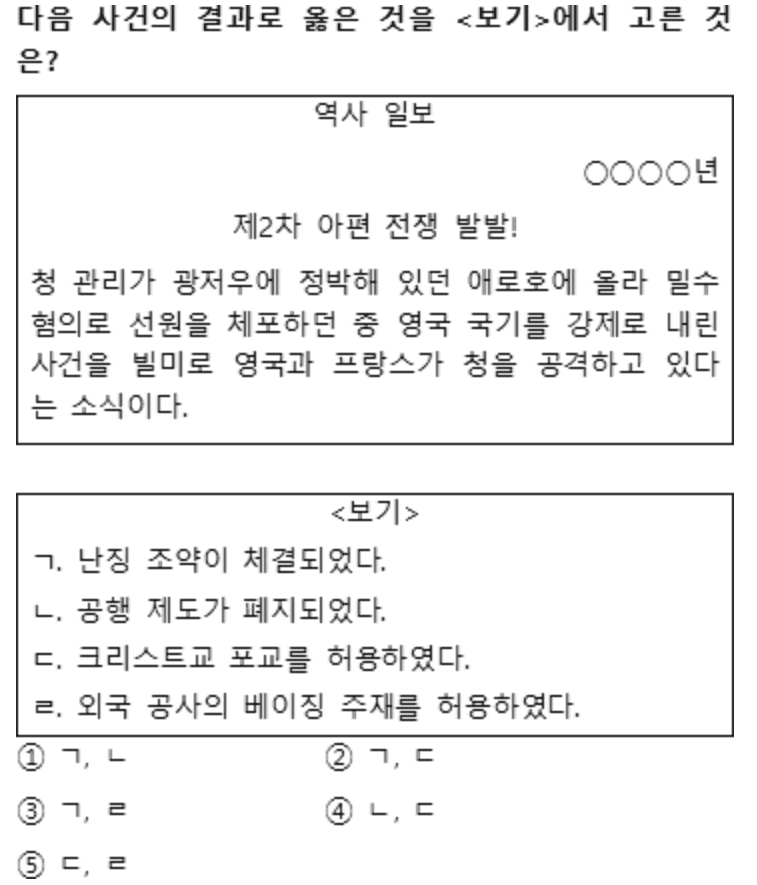 다음 사건의 결과로 옳은 것을 <보기>에서 고른 것
은?
역사 일보
○○○○년
제2차 아편 전쟁 발발!
청 관리가 광저우에 정박해 있던 애로호에 올라 밀수
혐의로 선원을 체포하던 중 영국 국기를 강제로 내린
사건을 빌미로 영국과 프랑스가 청을 공격하고 있다
는 소식이다.
<보기>
ㄱ. 난징 조약이 체결되었다.
ㄴ. 공행 제도가 폐지되었다.
ㄷ. 크리스트교 포교를 허용하였다.
ㄹ. 외국 공사의 베이징 주재를 허용하였다.
① ㄱ, ㄴ ② ㄱ, ㄷ
③ ㄱ, ㄹ ④ ㄴ, ㄷ
⑤ ㄷ, ㄹ